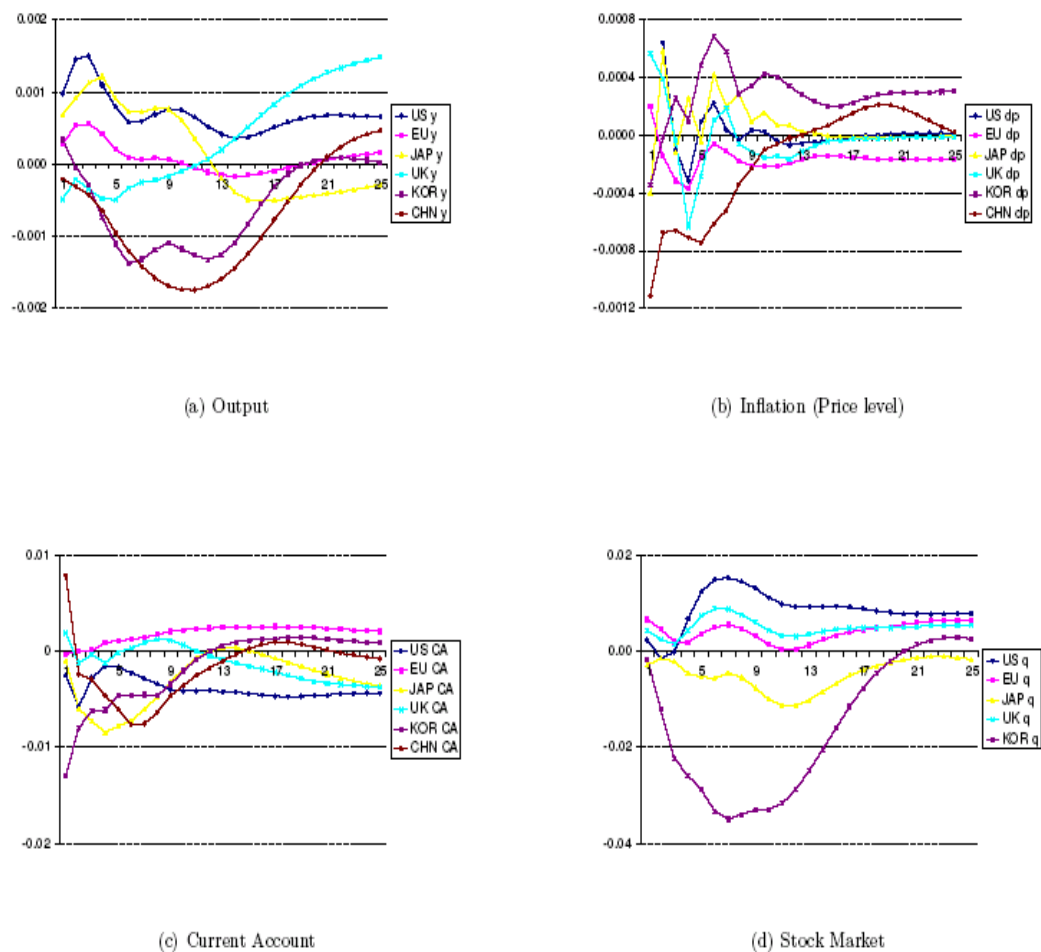 0.002
0.001
0.000
-0.001
-0.002
1 5 9 13 17 21 25
US y
EU y
JAP y
UK y
KOR y
CHN y
(a) Output
0.0008
0.0004
0.0000
-0.0004
-0.0008
-0.0012
1 5 9 13 17 21 25
US dp
EU dp
JAP dp
UK dp
KOR dp
CHN dp
(b) Inflation (Price level)
0.01
0
-0.01
-0.02
1 5 9 13 17 21 25
US CA
EU CA
JAP CA
UK CA
KOR CA
CHN CA
(c) Current Account
0.02
0.00
-0.02
-0.04
1 5 9 13 17 21 25
US q
EU q
JAP q
UK q
KOR q
(d) Stock Market